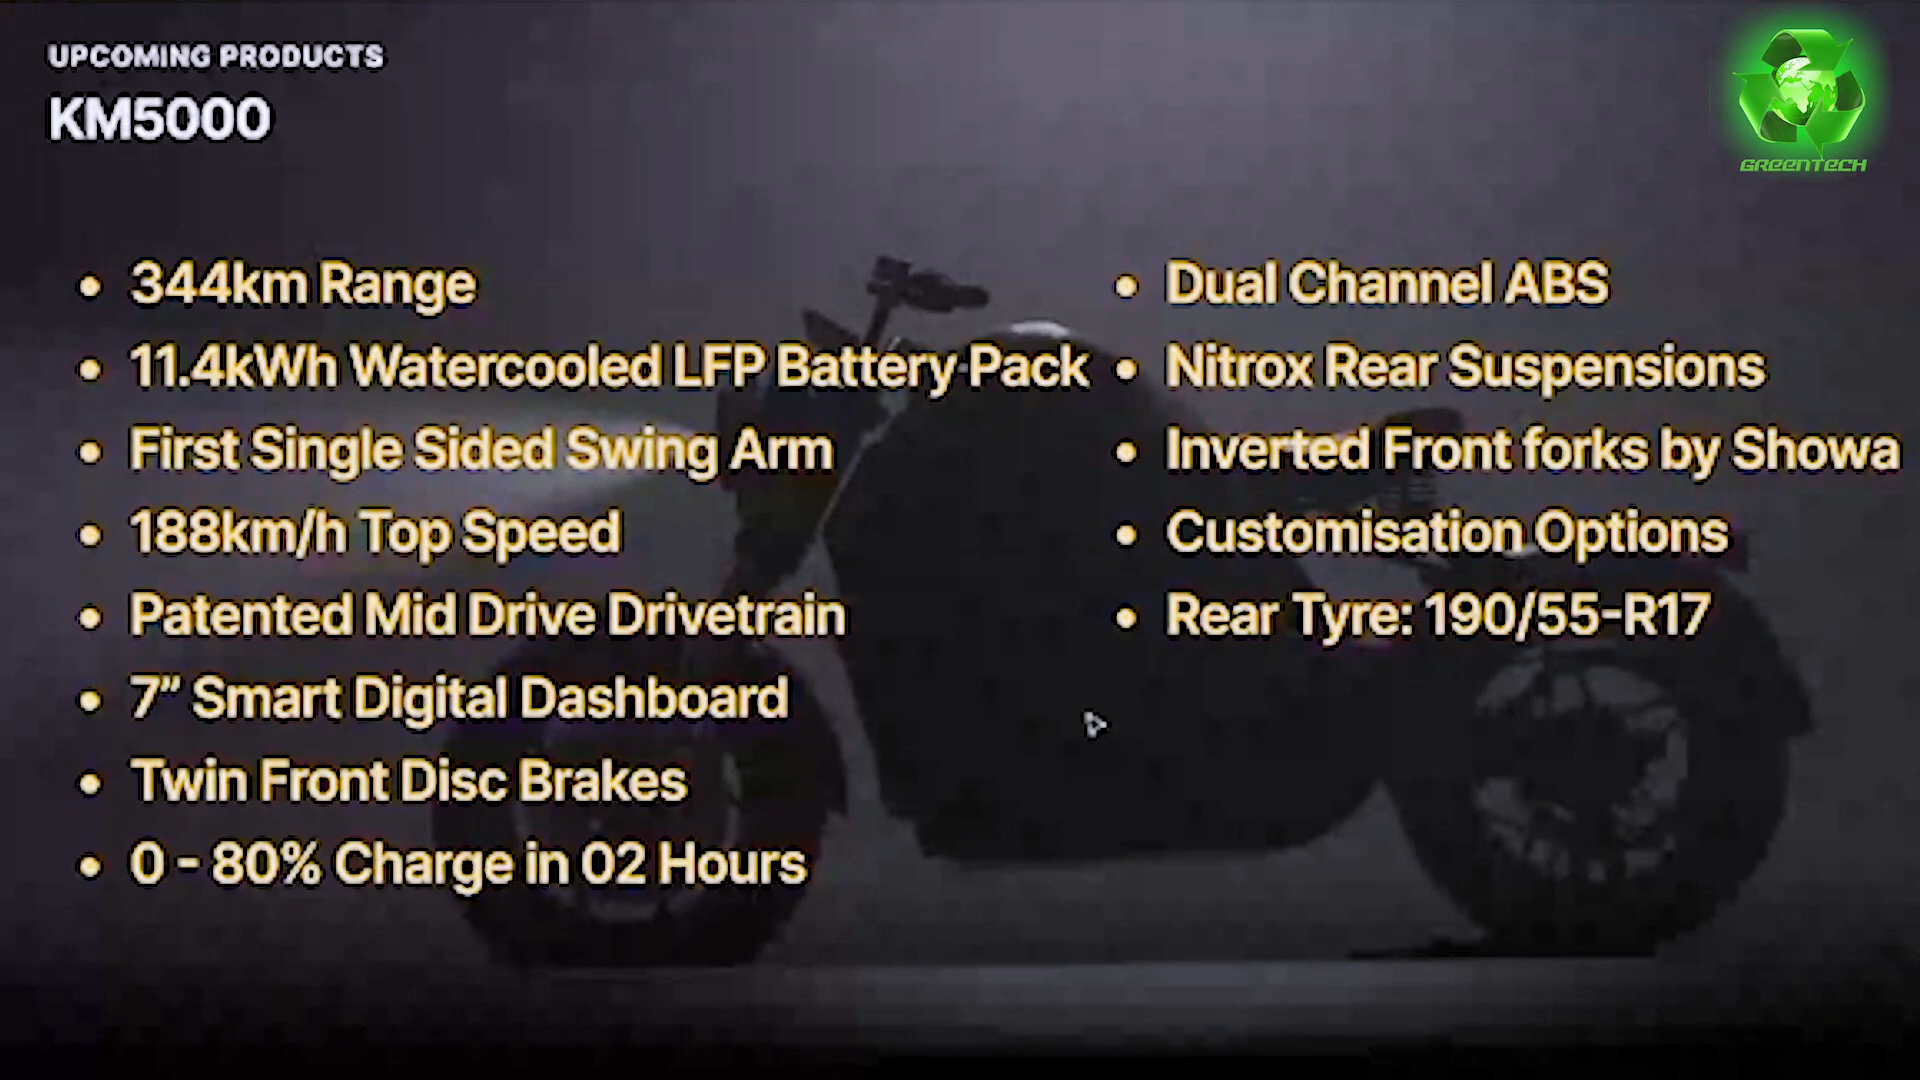 UPCOMING PRODUCTS
KM5000
GREENTECH
• 344km Range
• 11.4kWh Watercooled LFP Battery Pack
• First Single Sided Swing Arm
• 188km/h Top Speed
• Patented Mid Drive Drivetrain
• 7” Smart Digital Dashboard
• Twin Front Disc Brakes
• 0 - 80% Charge in 02 Hours
• Dual Channel ABS
• Nitrox Rear Suspensions
• Inverted Front forks by Showa
• Customisation Options
• Rear Tyre: 190/55-R17